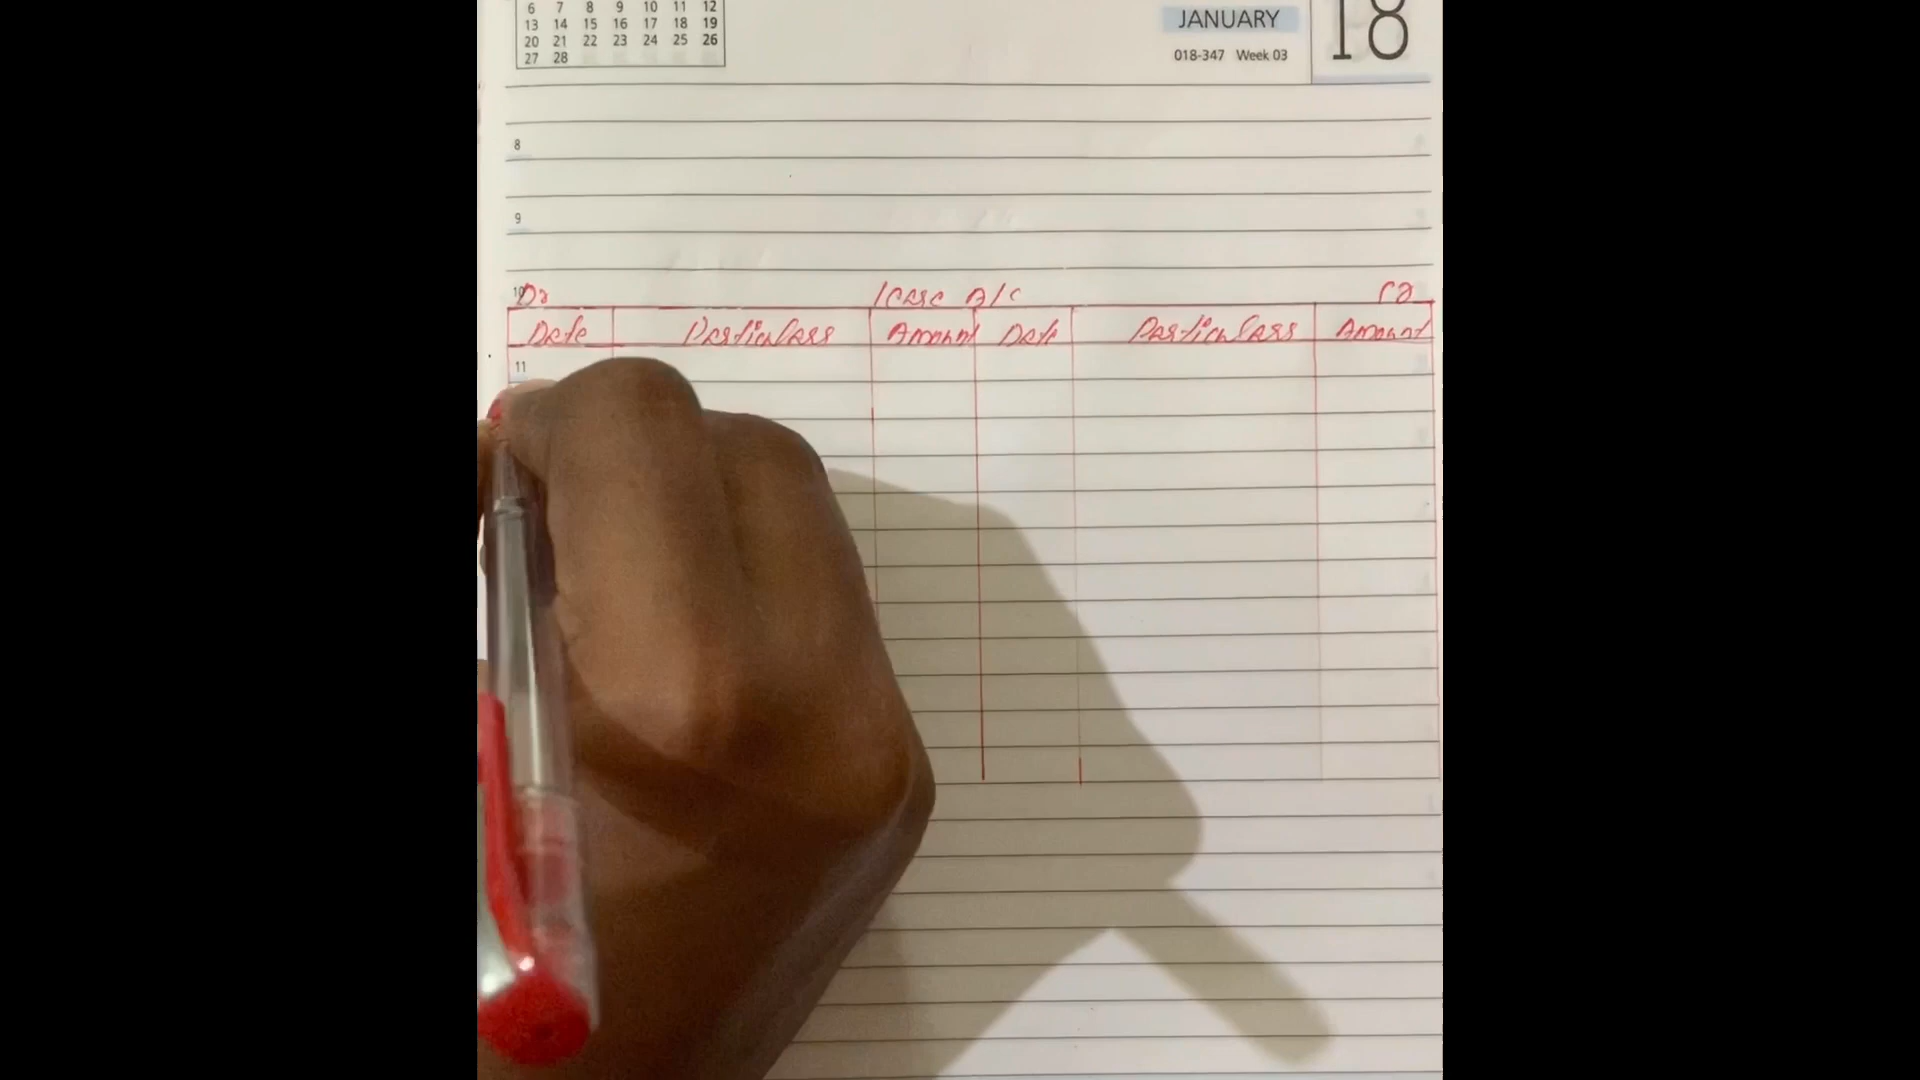 6 7 8 9 10 11 12
13 14 15 16 17 18 19
20 21 22 23 24 25 26
27 28
JANUARY
018-347 Week 03
18
8
9
10
Dr A/C Cr
Date Particulars Amount Date Particulars Amount
11